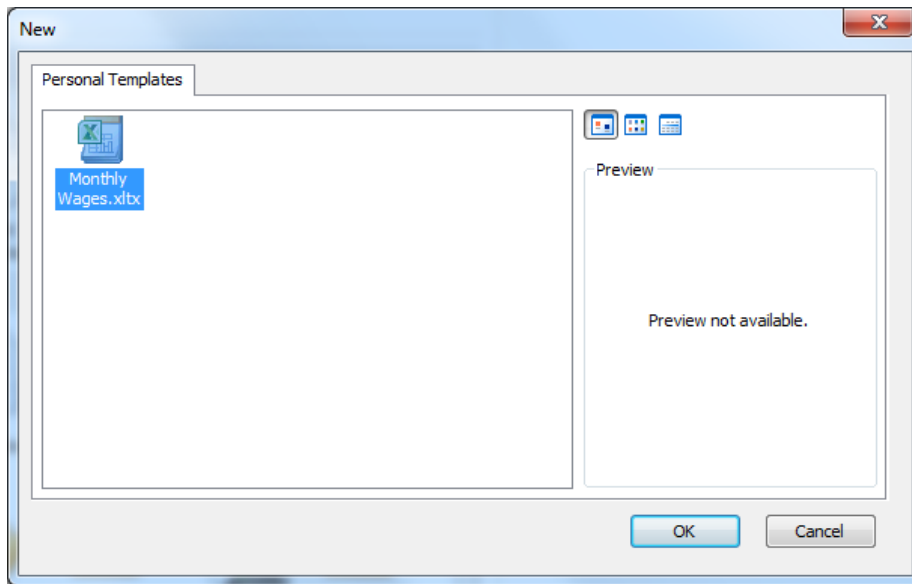 New
Personal Templates
Monthly
Wages.xltx
Preview
Preview not available.
OK
Cancel